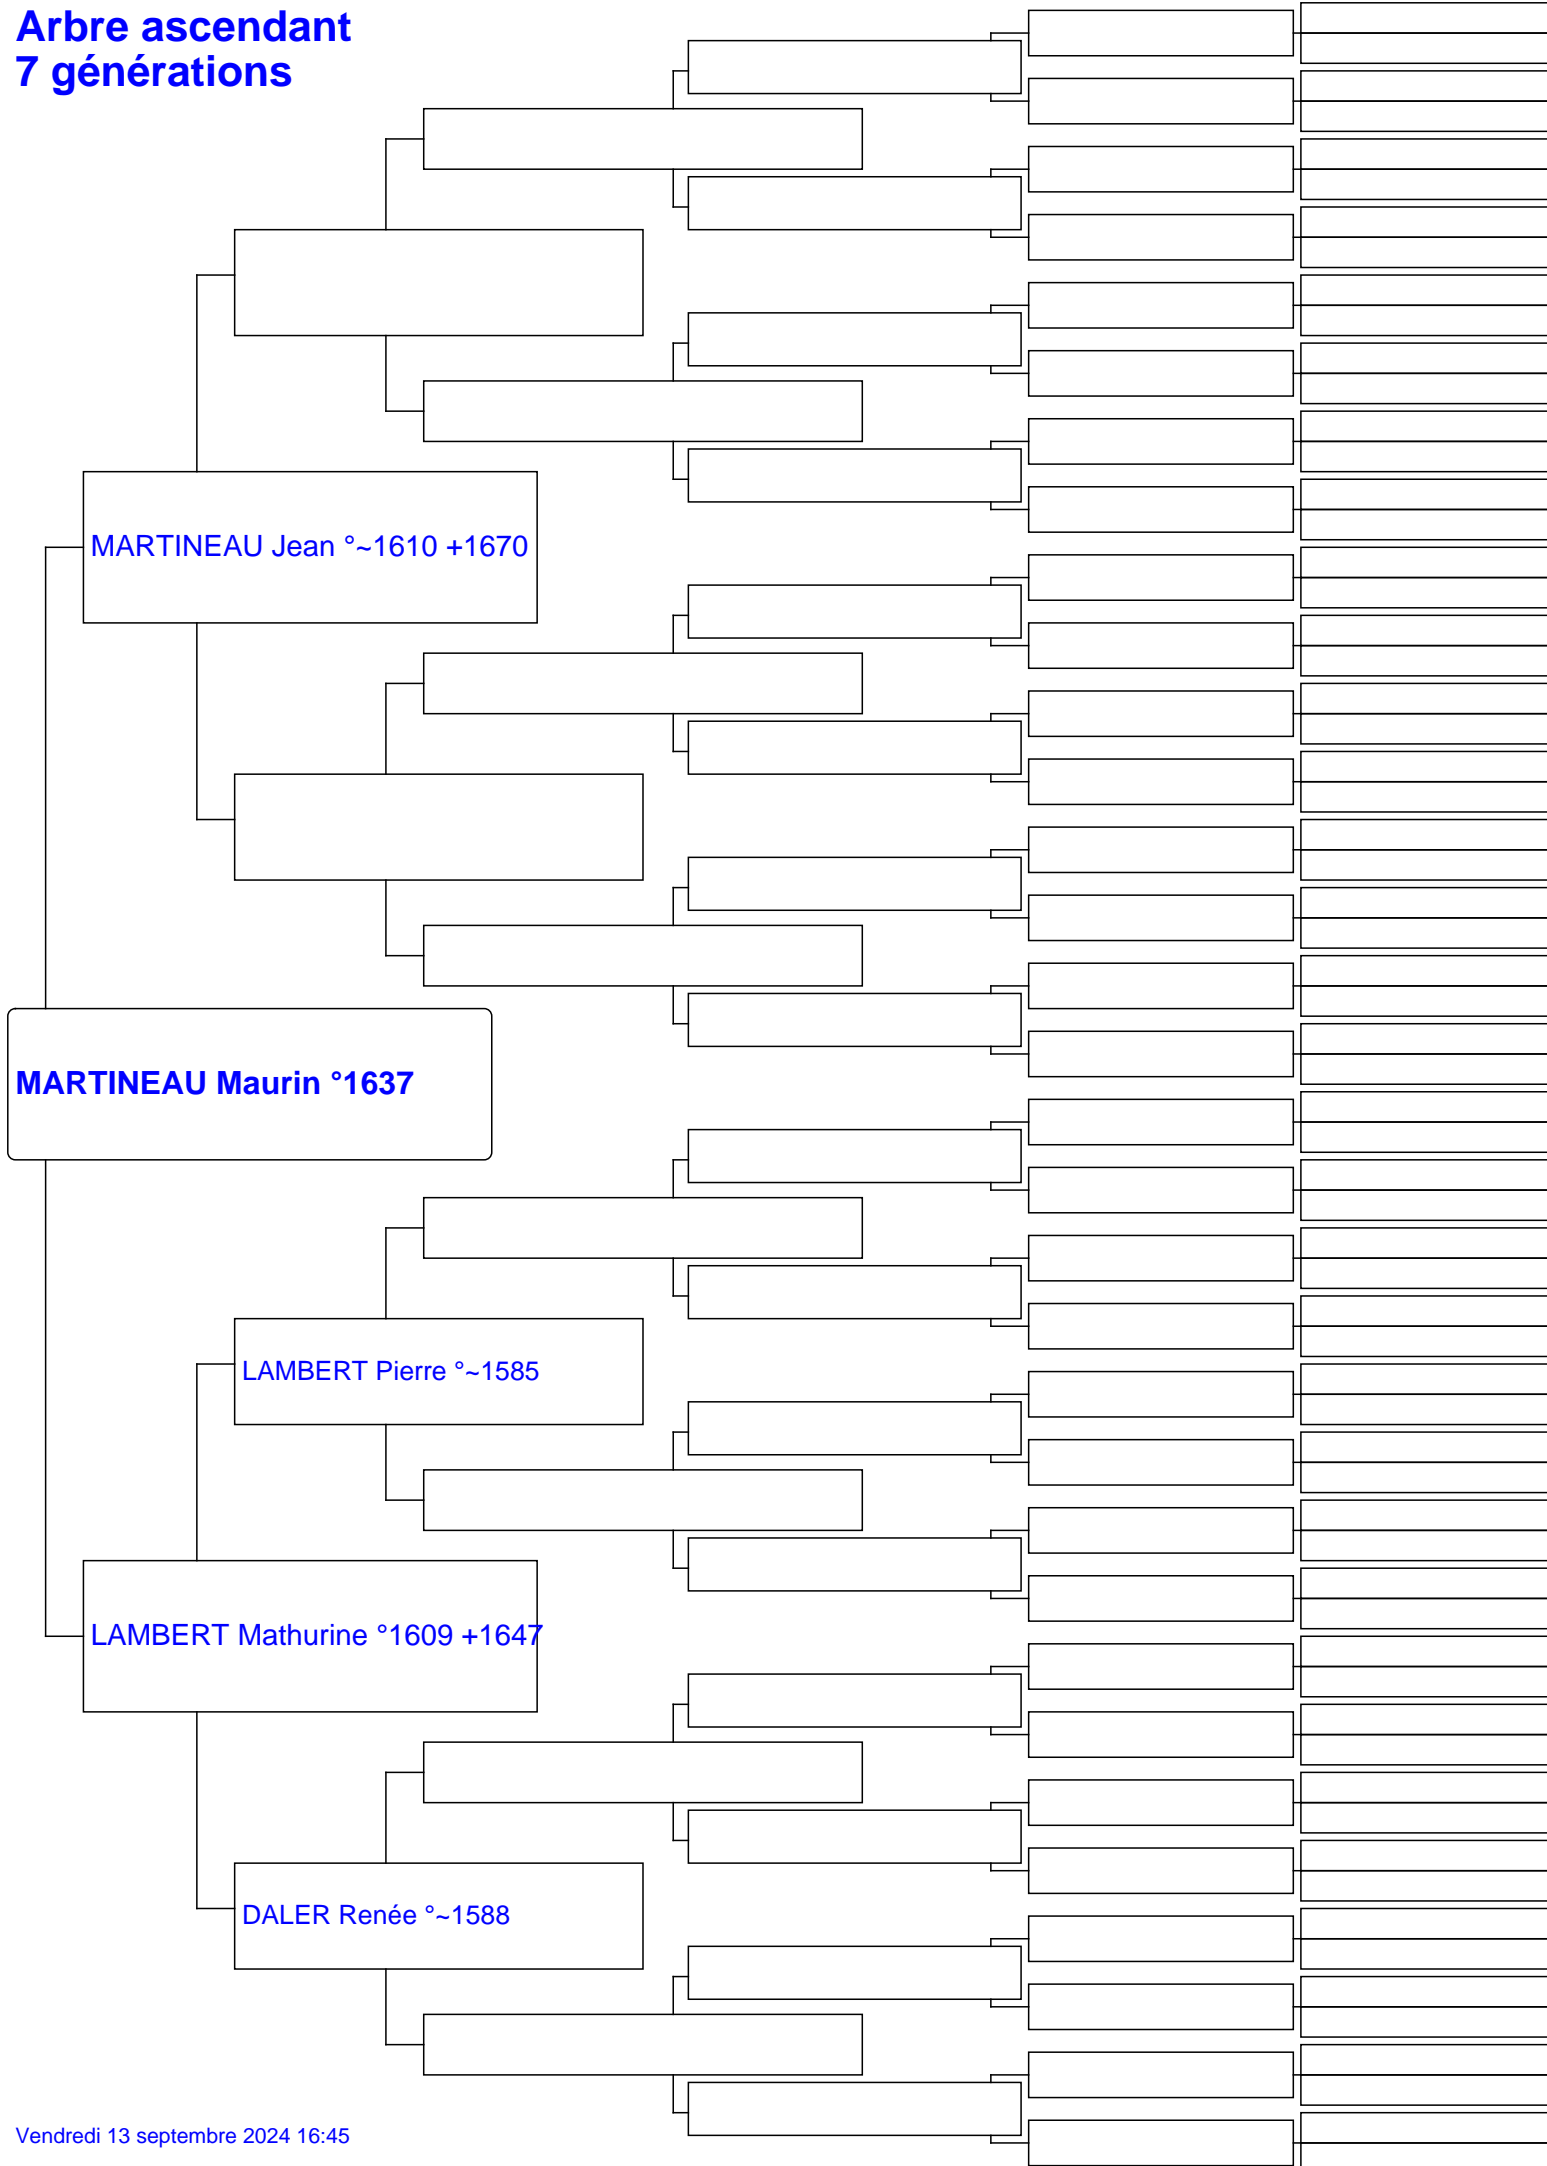 Arbre ascendant
7 générations
MARTINEAU Jean °~1610 +1670
MARTINEAU Maurin °1637
LAMBERT Pierre °~1585
LAMBERT Mathurine °1609 +1647
DALER Renée °~1588
Vendredi 13 septembre 2024 16:45